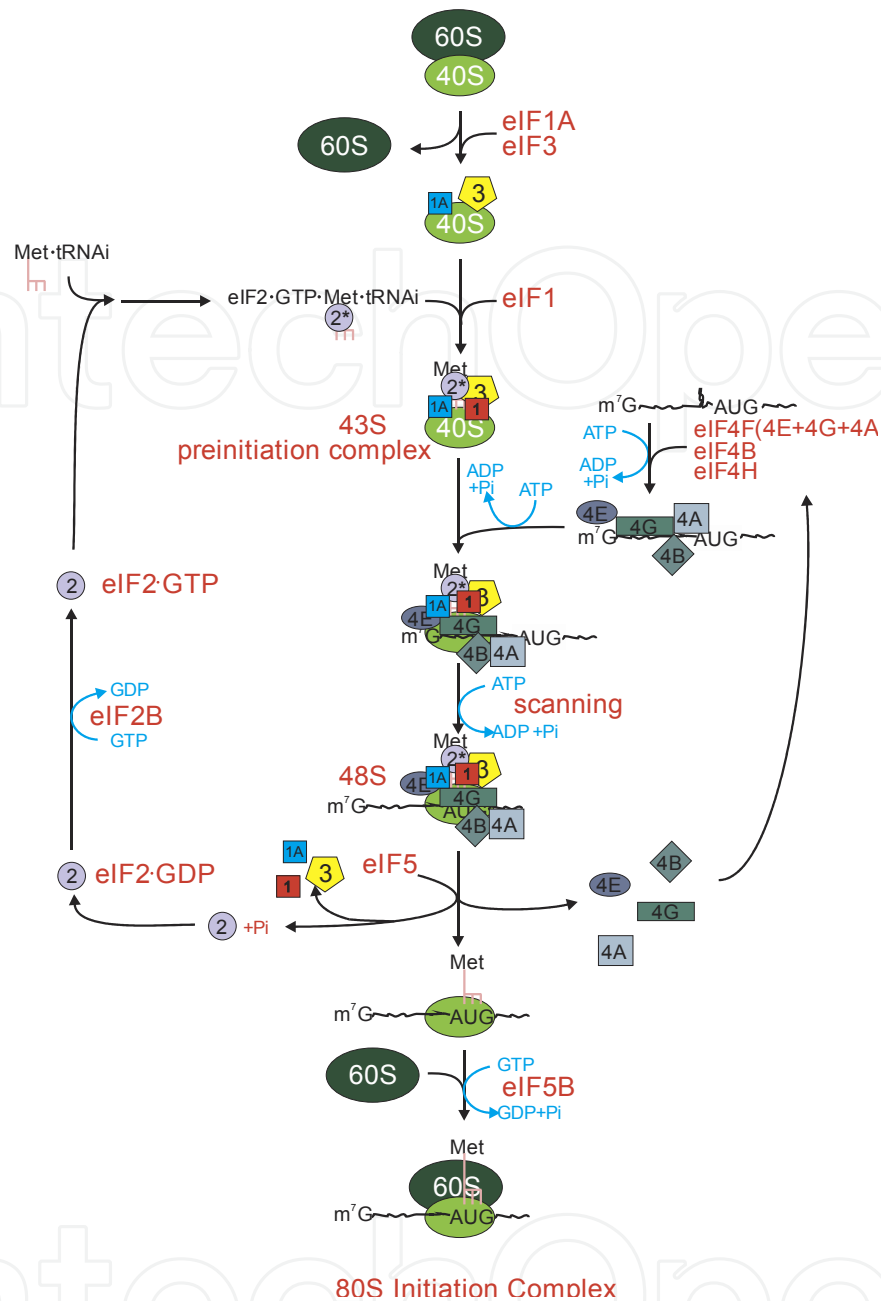 60S
40S
eIF1A
eIF3
60S
1A
3
40S
Met·tRNAi
eIF2·GTP·Met·tRNAi
2*
eIF1
Met
2*
3
1A
1
40S
43S
preinitiation complex
m⁷G AUG
ATP
ADP
+Pi
eIF4F(4E+4G+4A
eIF4B
eIF4H
ADP
+Pi
ATP
4E
4G
4A
m⁷G AUG
4B
2 eIF2·GTP
Met
2*
3
1A
1
4E
4G
m⁷G AUG
4B
4A
GDP
eIF2B
GTP
ATP
scanning
ADP +Pi
48S
Met
2*
3
1A
1
4E
4G
m⁷G AUG
4B
4A
2 eIF2·GDP
1A
1
3
eIF5
2 +Pi
4B
4E
4G
4A
Met
m⁷G AUG
60S
GTP
eIF5B
GDP+Pi
Met
60S
m⁷G AUG
80S Initiation Complex
ntechOpe
ntechOpe